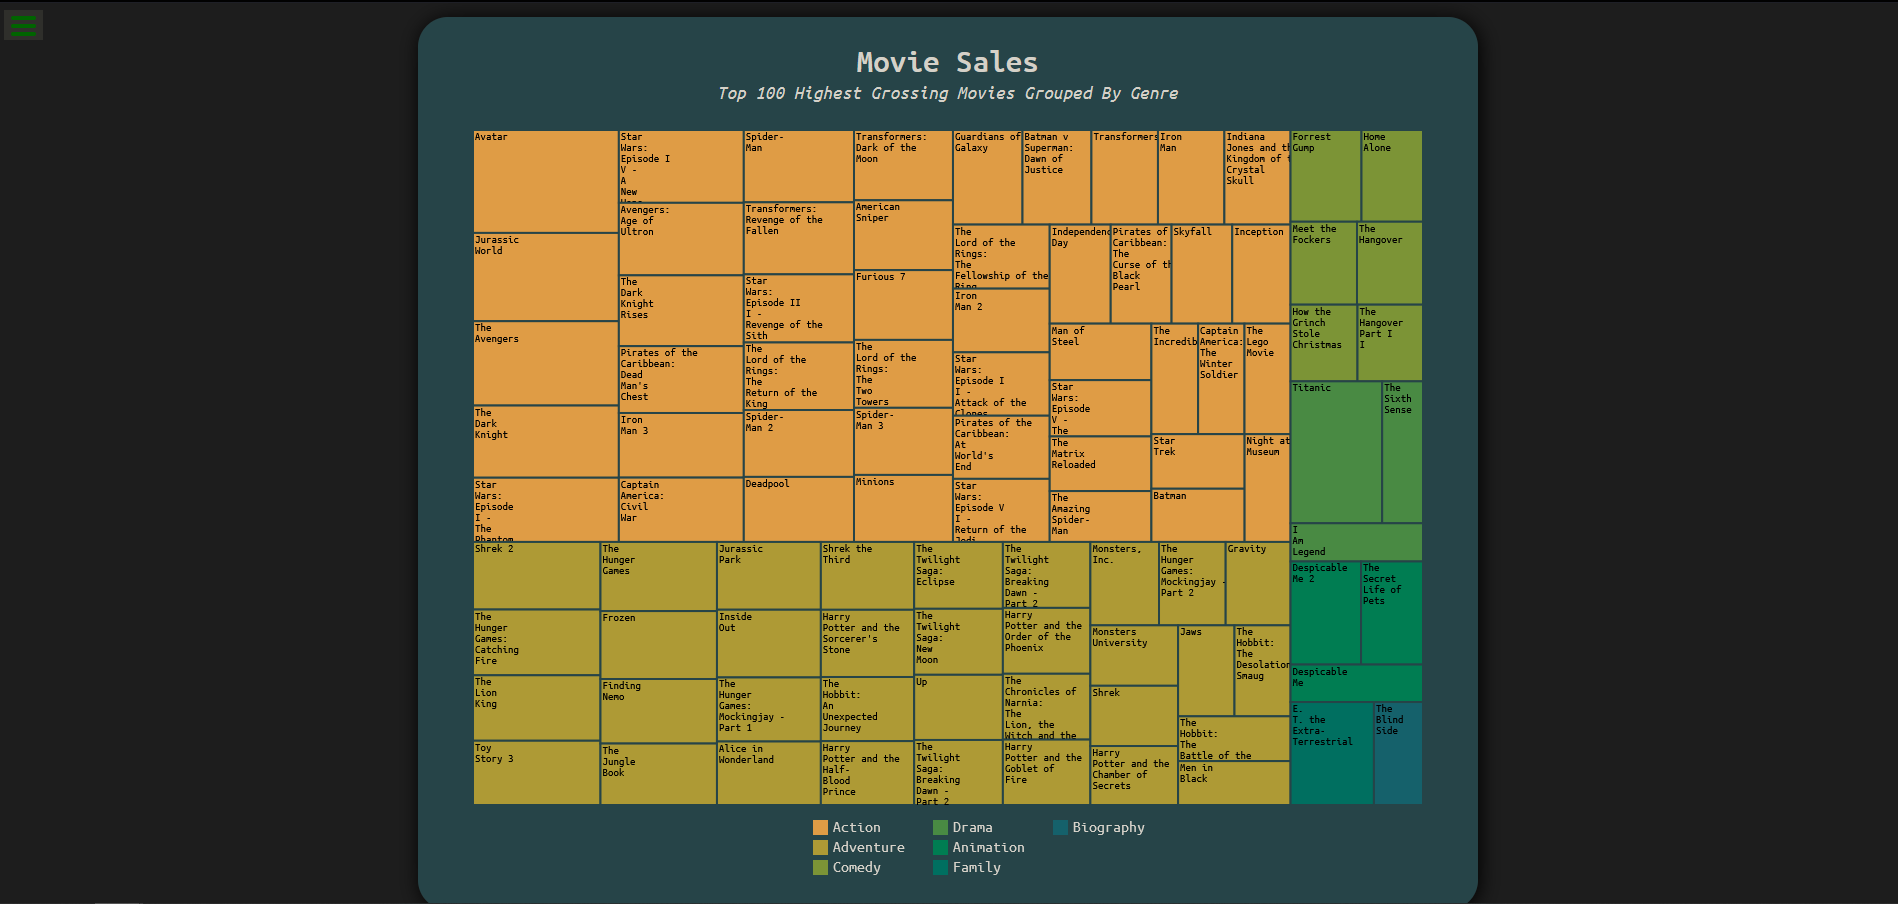 Movie Sales
Top 100 Highest Grossing Movies Grouped By Genre
Avatar
Jurassic
World
The
Avengers
The
Dark
Knight
Star
Wars:
Episode
I -
The
Phantom
Star
Wars:
Episode I
V -
A
New
Avengers:
Age of
Ultron
The
Dark
Knight
Rises
Pirates of the
Caribbean:
Dead
Man's
Chest
Iron
Man 3
Captain
America:
Civil
War
Spider-
Man
Transformers:
Revenge of the
Fallen
Star
Wars:
Episode II
I -
Revenge of the
Sith
The
Lord of the
Rings:
The
Return of the
King
Spider-
Man 2
Deadpool
Transformers:
Dark of the
Moon
American
Sniper
Furious 7
The
Lord of the
Rings:
The
Two
Towers
Spider-
Man 3
Minions
Guardians of
Galaxy
Batman v
Superman:
Dawn of
Justice
Transformers
Iron
Man
Indiana
Jones and th
Kingdom of t
Crystal
Skull
The
Lord of the
Rings:
The
Fellowship of the
Ring
Iron
Man 2
Star
Wars:
Episode I
I -
Attack of the
Clones
Pirates of the
Caribbean:
At
World's
End
Star
Wars:
Episode V
I -
Return of the
Jedi
Independenc
Day
Pirates of
Caribbean:
The
Curse of th
Black
Pearl
Skyfall
Inception
Man of
Steel
Star
Wars:
Episode
V -
The
The
Matrix
Reloaded
The
Amazing
Spider-
Man
The
Incredib
Captain
America:
The
Winter
Soldier
The
Lego
Movie
Star
Trek
Batman
Night at
Museum
Shrek 2
The
Hunger
Games:
Catching
Fire
The
Lion
King
Toy
Story 3
The
Hunger
Games
Frozen
Finding
Nemo
The
Jungle
Book
Jurassic
Park
Inside
Out
The
Hunger
Games:
Mockingjay -
Part 1
Alice in
Wonderland
Shrek the
Third
Harry
Potter and the
Sorcerer's
Stone
The
Hobbit:
An
Unexpected
Journey
Harry
Potter and the
Half-
Blood
Prince
The
Twilight
Saga:
Eclipse
The
Twilight
Saga:
New
Moon
Up
The
Twilight
Saga:
Breaking
Dawn -
Part 2
The
Twilight
Saga:
Breaking
Dawn -
Part 2
Harry
Potter and the
Order of the
Phoenix
The
Chronicles of
Narnia:
The
Lion, the
Witch and the
Harry
Potter and the
Goblet of
Fire
Monsters,
Inc.
The
Hunger
Games:
Mockingjay -
Part 2
Gravity
Monsters
University
Shrek
Harry
Potter and the
Chamber of
Secrets
Jaws
The
Hobbit:
The
Desolation
Smaug
The
Hobbit:
The
Battle of the
Men in
Black
Forrest
Gump
Home
Alone
Meet the
Fockers
The
Hangover
How the
Grinch
Stole
Christmas
The
Hangover
Part I
I
Titanic
The
Sixth
Sense
I
Am
Legend
Despicable
Me 2
The
Secret
Life of
Pets
Despicable
Me
E.
T. the
Extra-
Terrestrial
The
Blind
Side
Action
Adventure
Comedy
Drama
Animation
Family
Biography